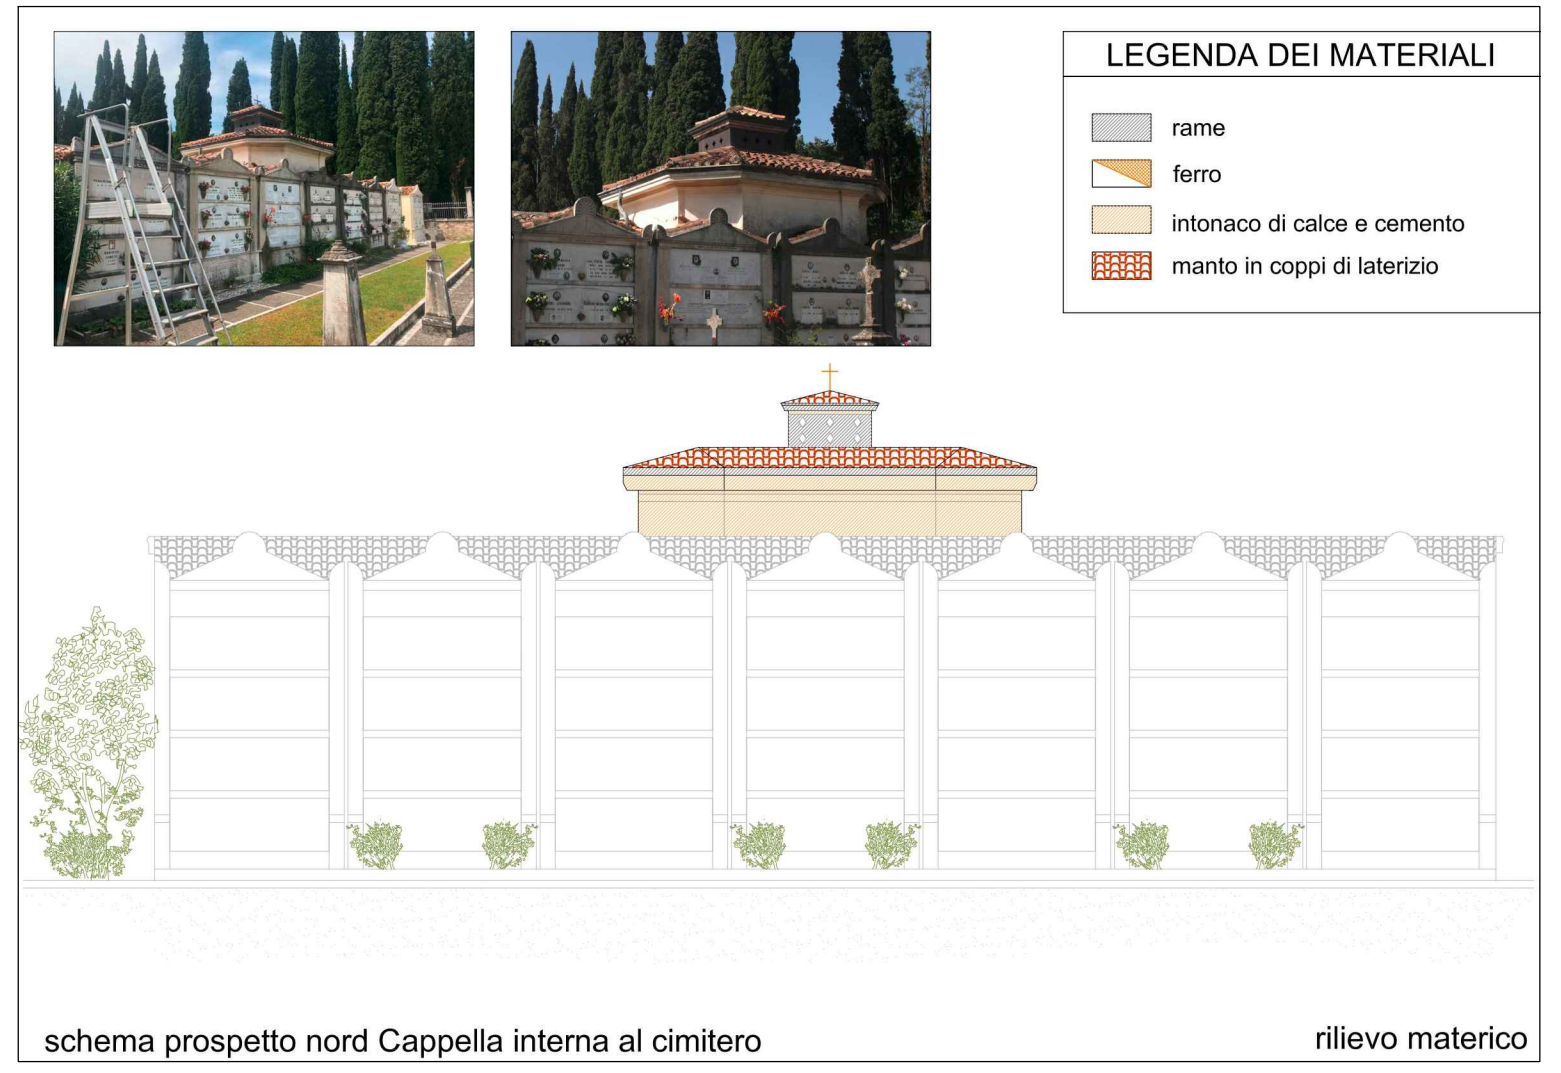 LEGENDA DEI MATERIALI
rame
ferro
intonaco di calce e cemento
manto in coppi di laterizio
schema prospetto nord Cappella interna al cimitero
rilievo materico